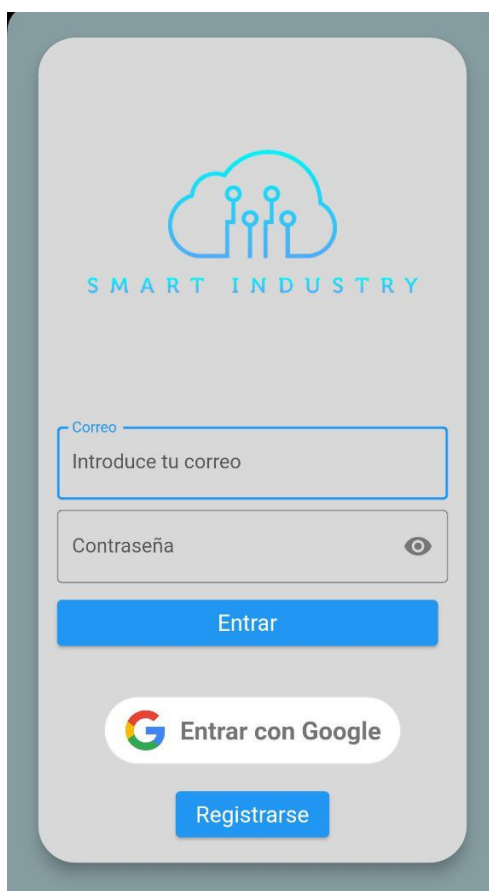 SMART INDUSTRY
Correo
Introduce tu correo
Contraseña
Entrar
Entrar con Google
Registrarse